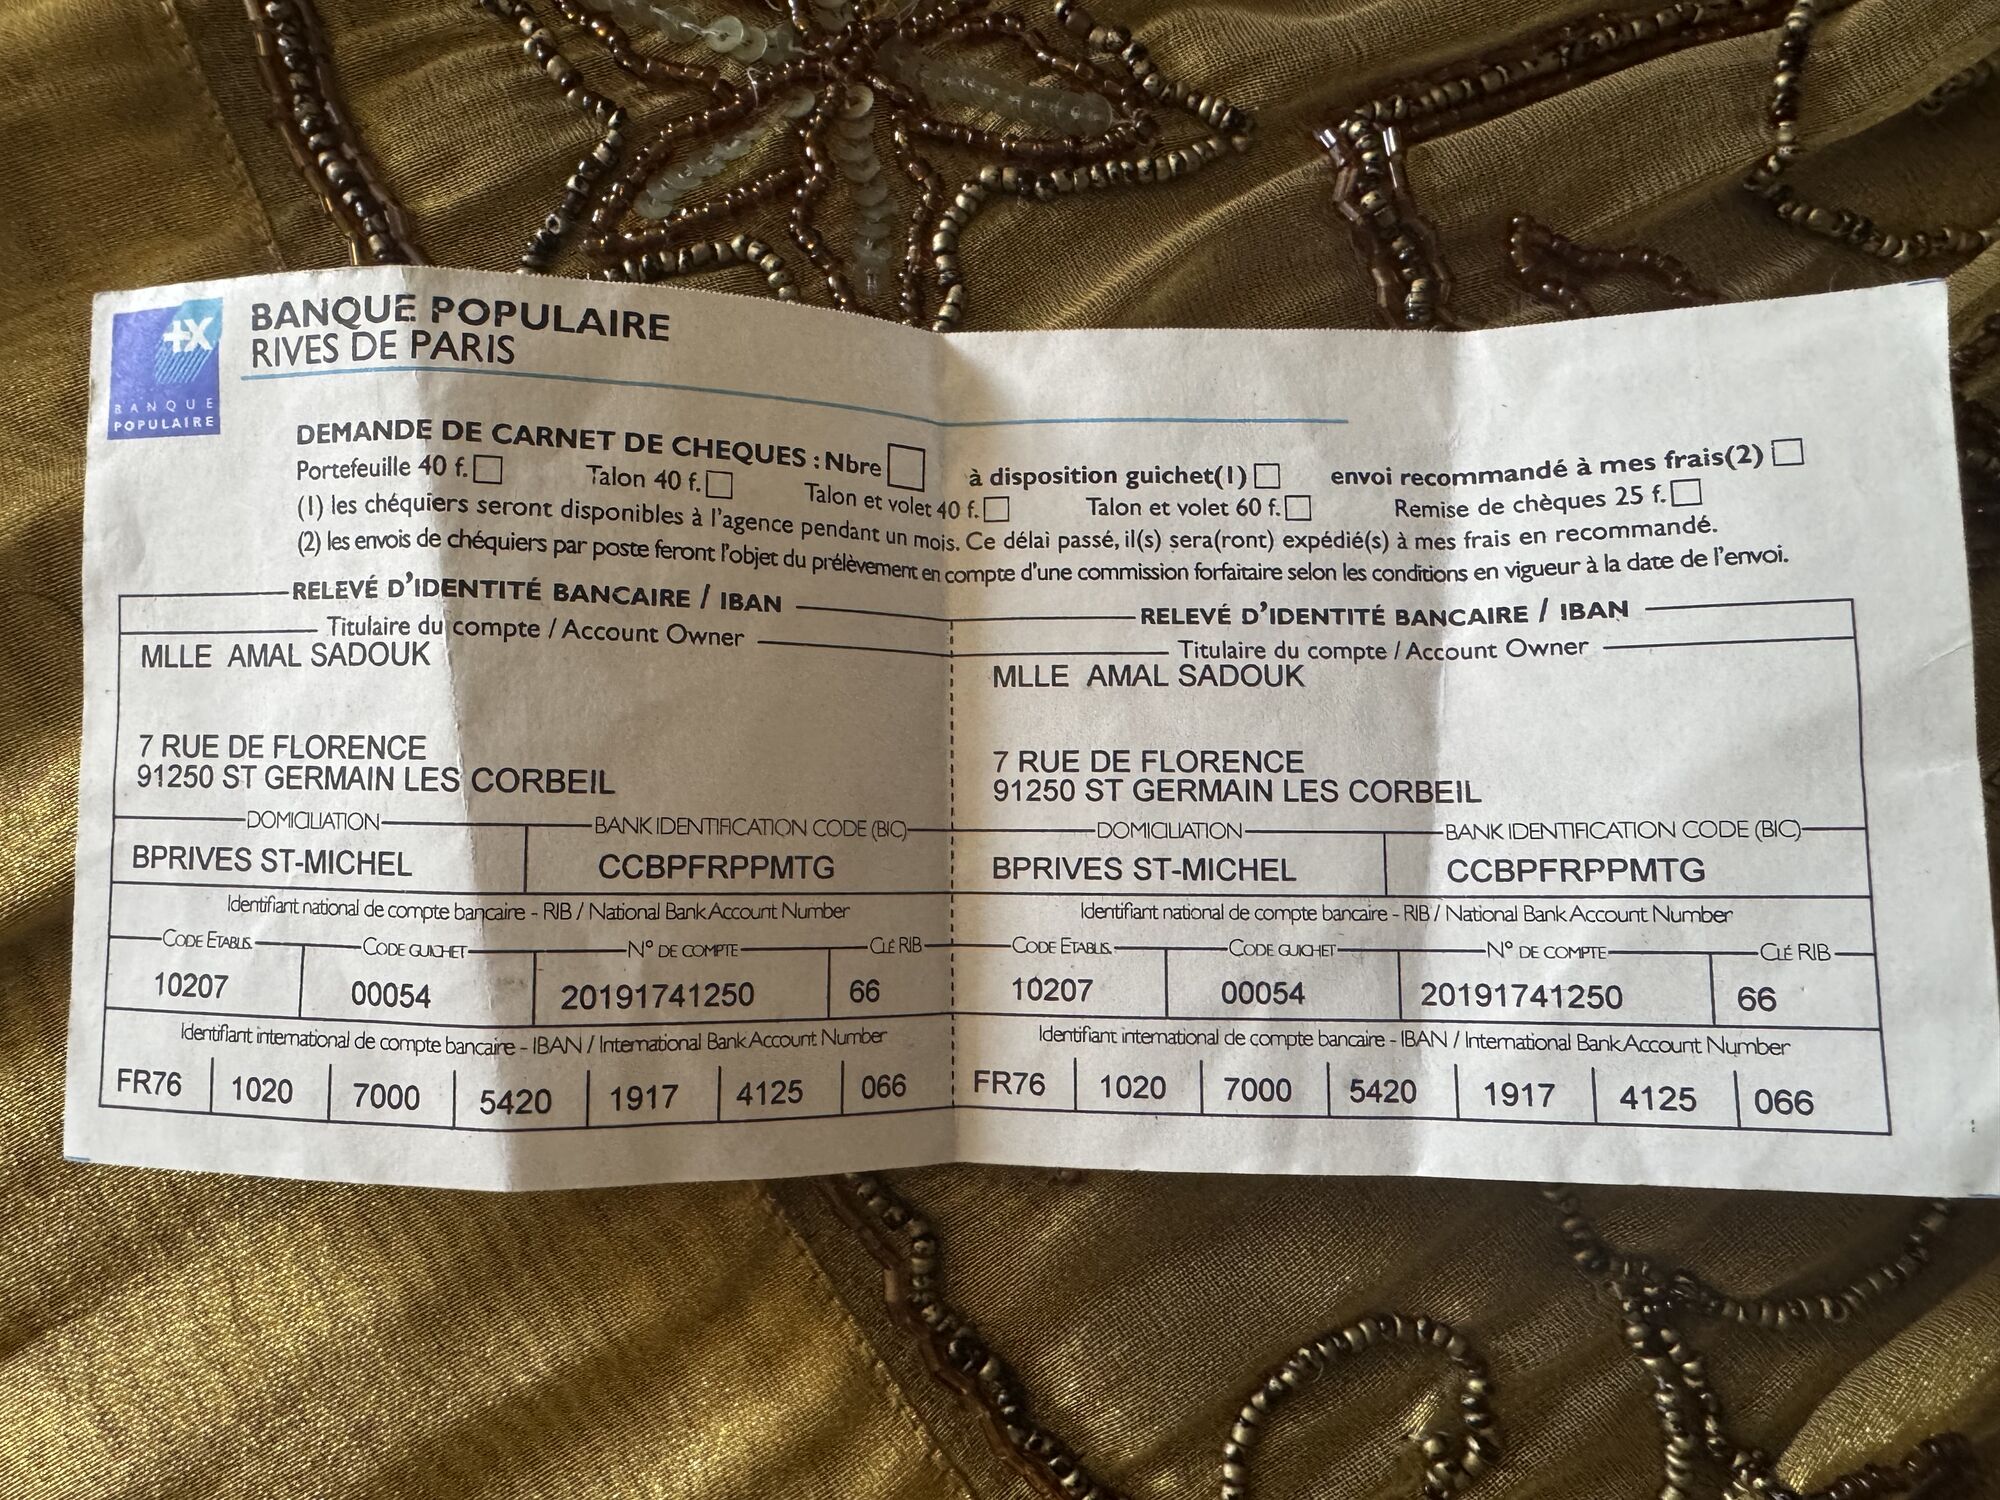 BANQUE POPULAIRE
RIVES DE PARIS
+X
BANQUE
POPULAIRE
DEMANDE DE CARNET DE CHEQUES : Nbre à disposition guichet(1) envoi recommandé à mes frais(2)
Portefeuille 40 f. Talon 40 f. Talon et volet 40 f. Talon et volet 60 f. Remise de chèques 25 f.
(1) les chéquiers seront disponibles à l'agence pendant un mois. Ce délai passé, il(s) sera(ront) expédié(s) à mes frais en recommandé.
(2) les envois de chéquiers par poste feront l'objet du prélèvement en compte d'une commission forfaitaire selon les conditions en vigueur à la date de l'envoi.
RELEVÉ D'IDENTITÉ BANCAIRE / IBAN
Titulaire du compte / Account Owner
MLLE AMAL SADOUK
7 RUE DE FLORENCE
91250 ST GERMAIN LES CORBEIL
DOMICILIATION BANK IDENTIFICATION CODE (BIC)
BPRIVES ST-MICHEL CCBPFRPPMTG
Identifiant national de compte bancaire - RIB / National Bank Account Number
CODE ETABLIS. CODE GUICHET N° DE COMPTE CLÉ RIB
10207 00054 20191741250 66
Identifiant international de compte bancaire - IBAN / International Bank Account Number
FR76 1020 7000 5420 1917 4125 066
RELEVÉ D'IDENTITÉ BANCAIRE / IBAN
Titulaire du compte / Account Owner
MLLE AMAL SADOUK
7 RUE DE FLORENCE
91250 ST GERMAIN LES CORBEIL
DOMICILIATION BANK IDENTIFICATION CODE (BIC)
BPRIVES ST-MICHEL CCBPFRPPMTG
Identifiant national de compte bancaire - RIB / National Bank Account Number
CODE ETABLIS. CODE GUICHET N° DE COMPTE CLÉ RIB
10207 00054 20191741250 66
Identifiant international de compte bancaire - IBAN / International Bank Account Number
FR76 1020 7000 5420 1917 4125 066